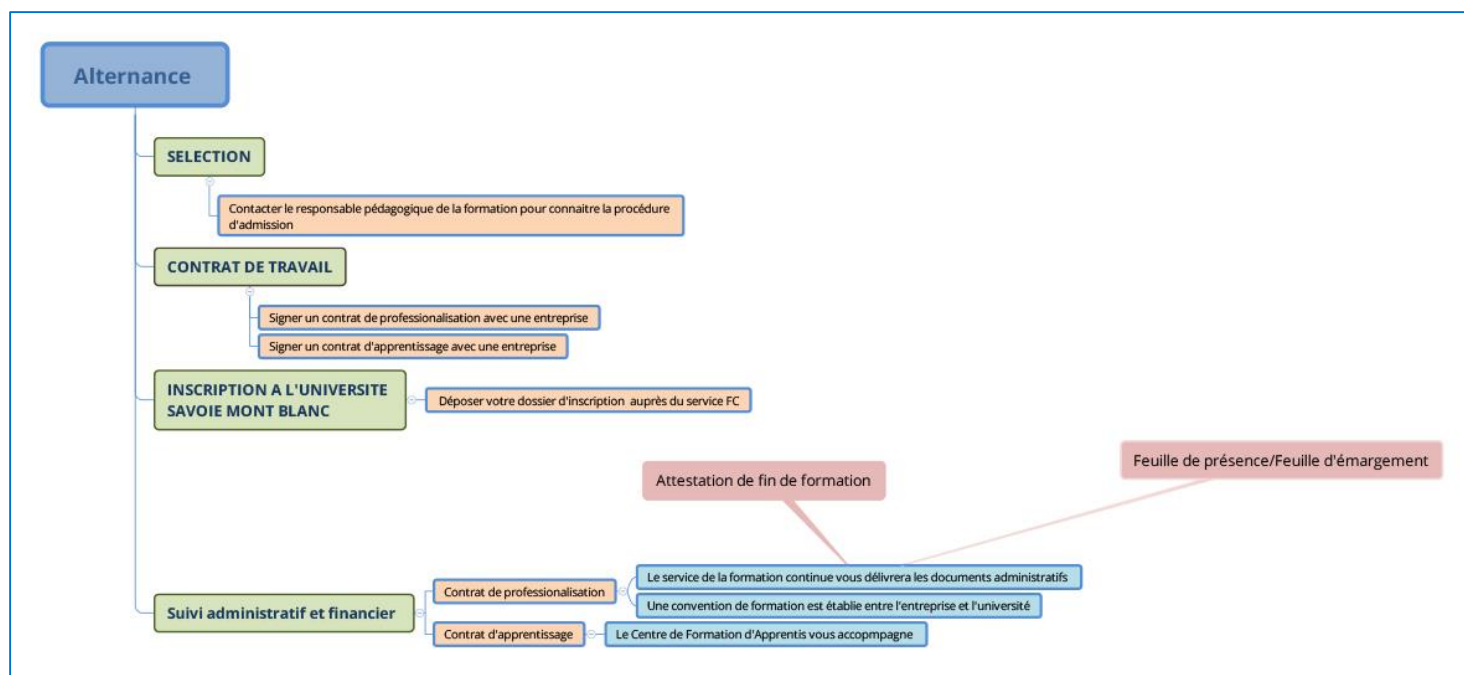 Alternance
SELECTION
Contacter le responsable pédagogique de la formation pour connaitre la procédure
d'admission
CONTRAT DE TRAVAIL
Signer un contrat de professionalisation avec une entreprise
Signer un contrat d'apprentissage avec une entreprise
INSCRIPTION A L'UNIVERSITE
SAVOIE MONT BLANC
Déposer votre dossier d'inscription auprès du service FC
Attestation de fin de formation
Feuille de présence/Feuille d'émargement
Suivi administratif et financier
Contrat de professionalisation
Le service de la formation continue vous délivrera les documents administratifs
Une convention de formation est établie entre l'entreprise et l'université
Contrat d'apprentissage
Le Centre de Formation d'Apprentis vous accopmpagne